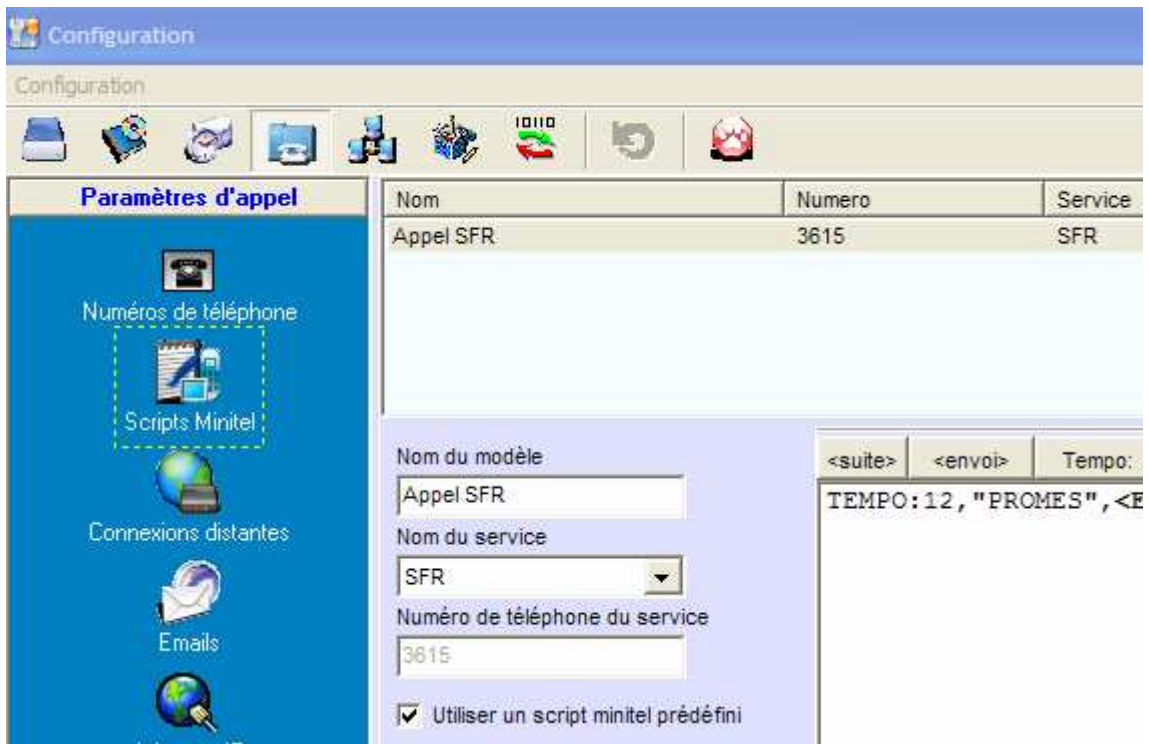 Configuration
Configuration
10110
Paramètres d'appel
Numéros de téléphone
Scripts Minitel
Connexions distantes
Emails
Nom Numero Service
Appel SFR 3615 SFR
Nom du modèle
Appel SFR
Nom du service
SFR
Numéro de téléphone du service
3615
Utiliser un script minitel prédéfini
<suite> <envoi> Tempo:
TEMPO:12,"PROMES",<E